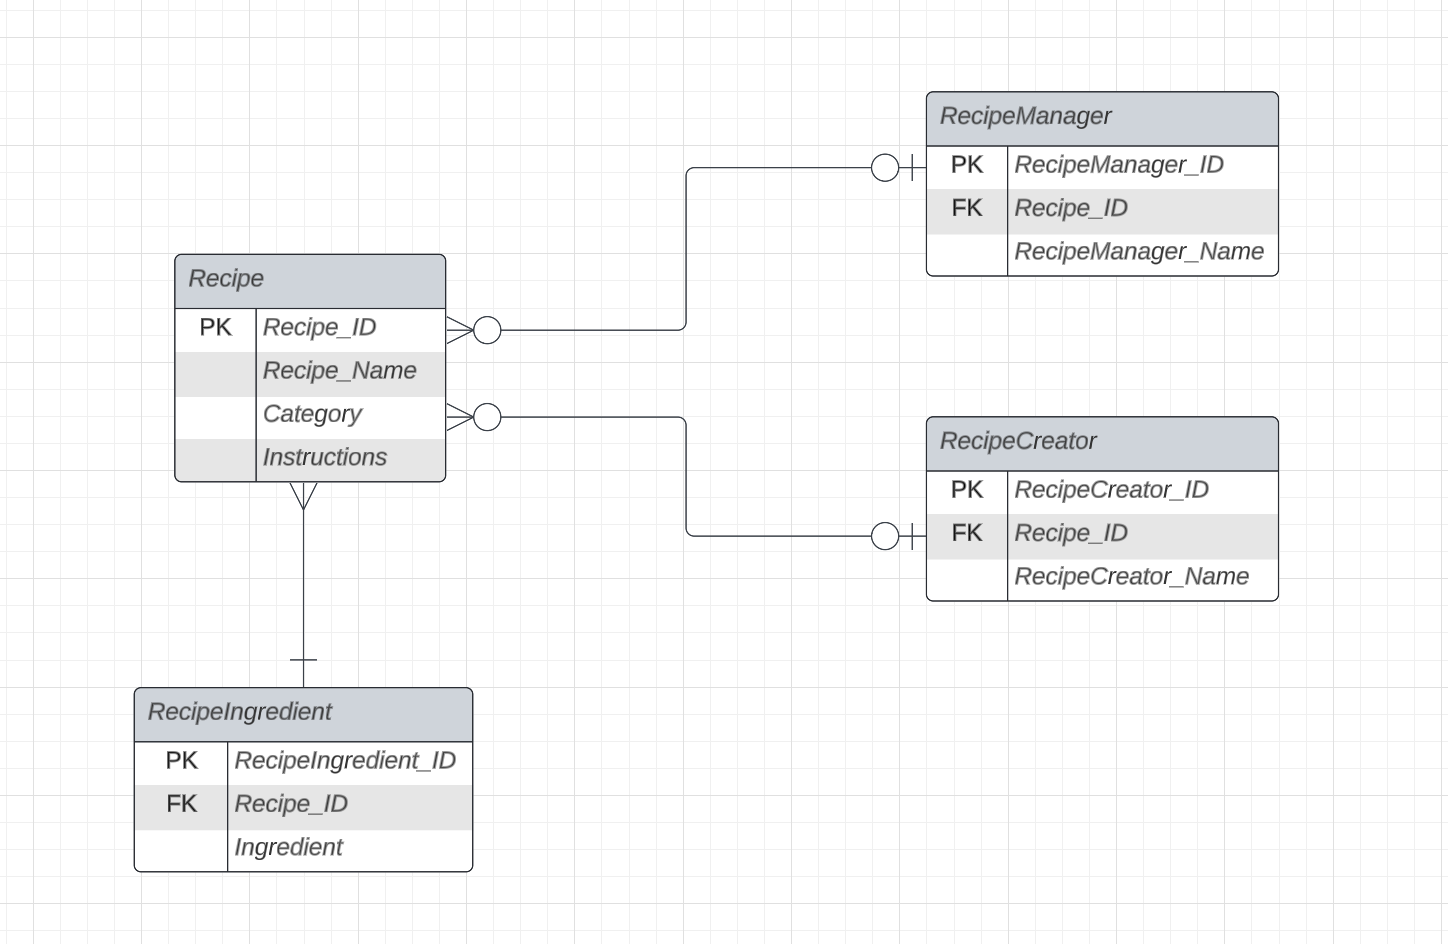 RecipeManager
PK RecipeManager_ID
FK Recipe_ID
RecipeManager_Name
Recipe
PK Recipe_ID
Recipe_Name
Category
Instructions
RecipeCreator
PK RecipeCreator_ID
FK Recipe_ID
RecipeCreator_Name
RecipeIngredient
PK RecipeIngredient_ID
FK Recipe_ID
Ingredient